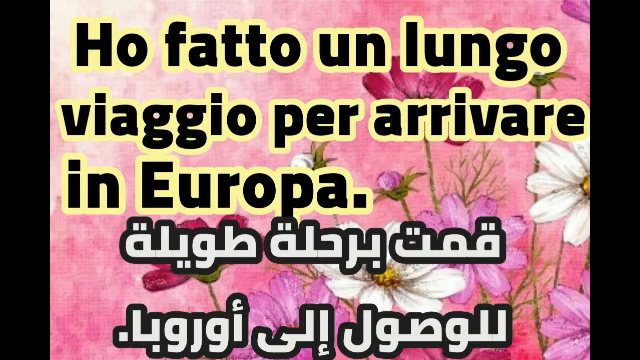 Ho fatto un lungo
viaggio per arrivare
in Europa.
قمت برحلة طويلة
للوصول إلى أوروبا.